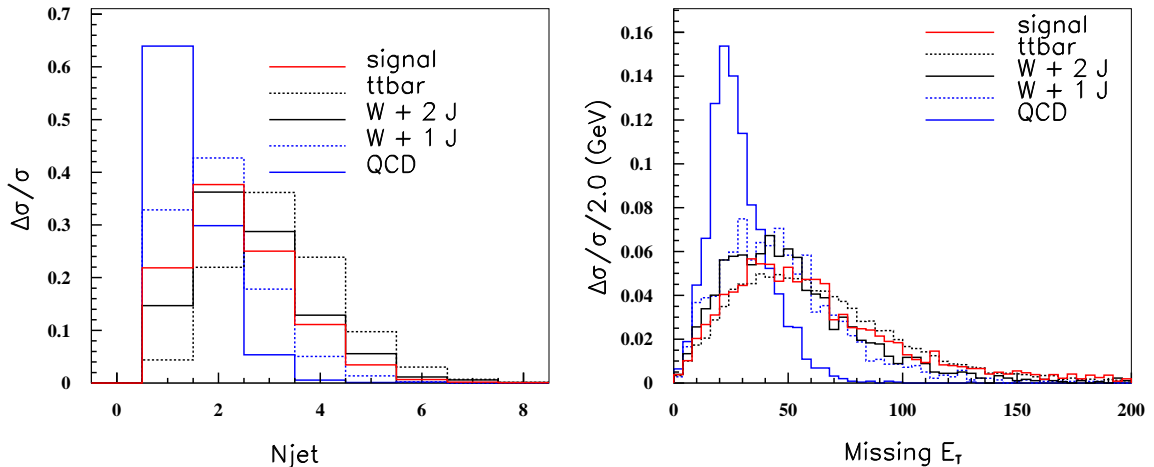 0.7
0.6
0.5
0.4
0.3
0.2
0.1
0
Δσ/σ
signal
ttbar
W + 2 J
W + 1 J
QCD
0 2 4 6 8
Njet
0.16
0.14
0.12
0.1
0.08
0.06
0.04
0.02
0
Δσ/σ/2.0 (GeV)
signal
ttbar
W + 2 J
W + 1 J
QCD
0 50 100 150 200
Missing E_T